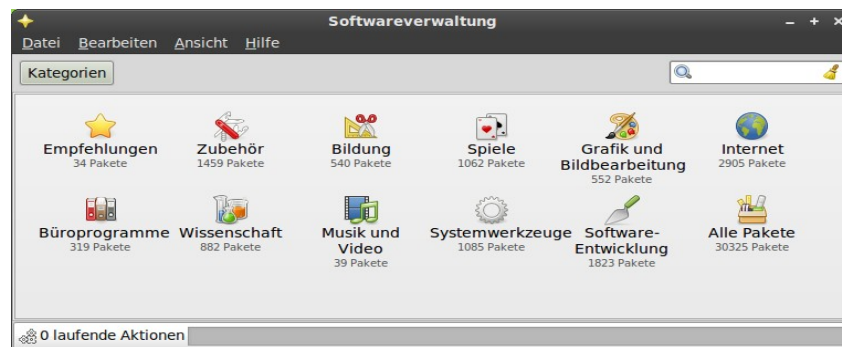 Softwareverwaltung
Datei Bearbeiten Ansicht Hilfe
Kategorien
Empfehlungen
34 Pakete
Zubehör
1459 Pakete
Bildung
540 Pakete
Spiele
1062 Pakete
Grafik und
Bildbearbeitung
552 Pakete
Internet
2905 Pakete
Büroprogramme
319 Pakete
Wissenschaft
882 Pakete
Musik und
Video
39 Pakete
Systemwerkzeuge
1085 Pakete
Software-
Entwicklung
1823 Pakete
Alle Pakete
30325 Pakete
0 laufende Aktionen